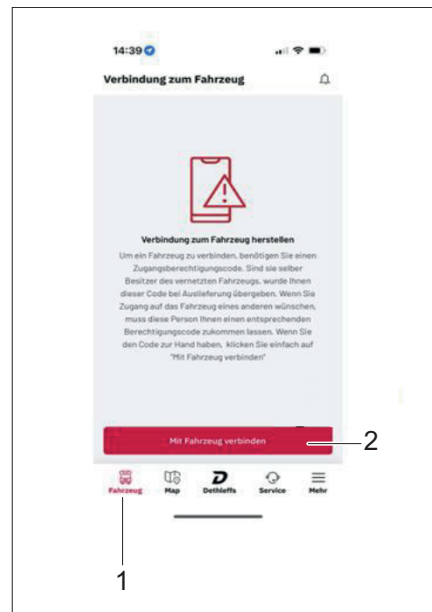 14:39
Verbindung zum Fahrzeug
Verbindung zum Fahrzeug herstellen
Um ein Fahrzeug zu verbinden, benötigen Sie einen
Zugangsberechtigungscode. Sind sie selber
Besitzer des vernetzten Fahrzeugs, wurde Ihnen
dieser Code bei Auslieferung übergeben. Wenn Sie
Zugang auf das Fahrzeug eines anderen wünschen,
muss diese Person Ihnen einen entsprechenden
Berechtigungscode zukommen lassen. Wenn Sie
den Code zur Hand haben, klicken Sie einfach auf
"Mit Fahrzeug verbinden"
Mit Fahrzeug verbinden
2
Fahrzeug Map Dethleffs Service Mehr
1